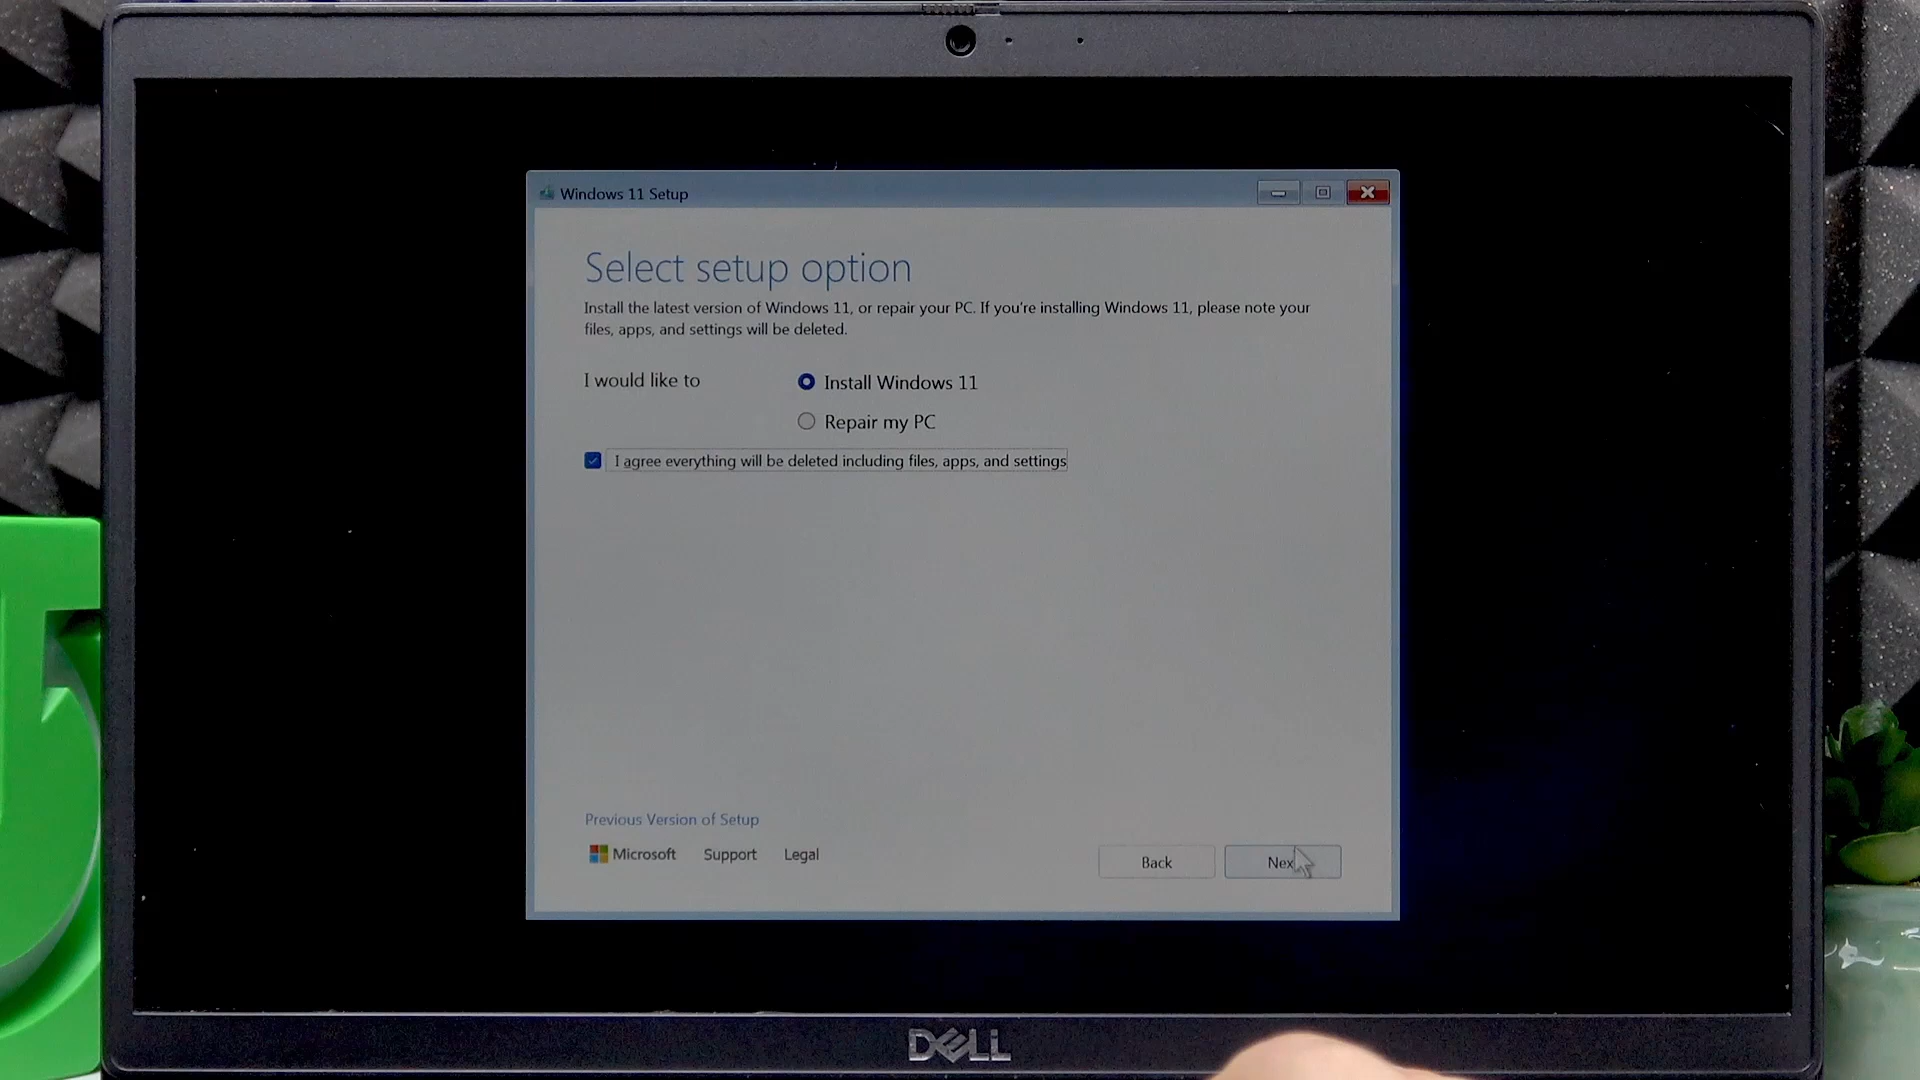 Windows 11 Setup
Select setup option
Install the latest version of Windows 11, or repair your PC. If you're installing Windows 11, please note your
files, apps, and settings will be deleted.
I would like to
Install Windows 11
Repair my PC
I agree everything will be deleted including files, apps, and settings
Previous Version of Setup
Microsoft Support Legal
Back
Nex
DELL